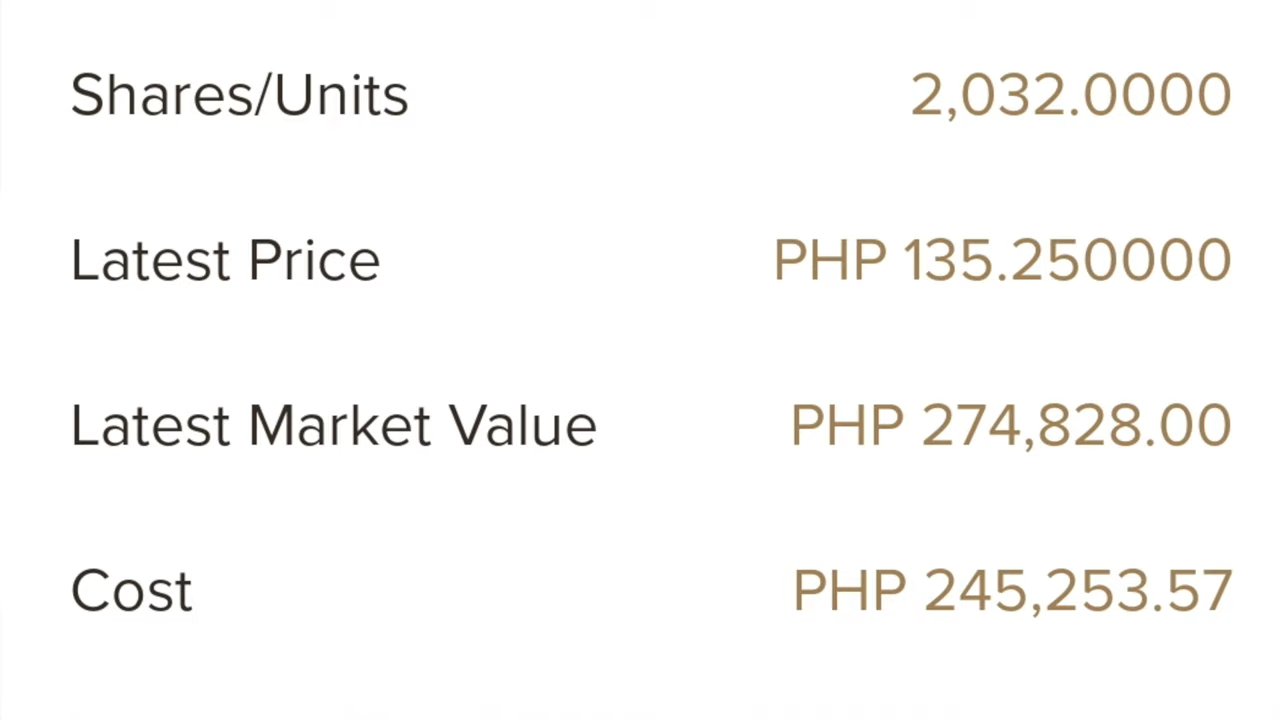 Shares/Units 2,032.0000
Latest Price PHP 135.250000
Latest Market Value PHP 274,828.00
Cost PHP 245,253.57